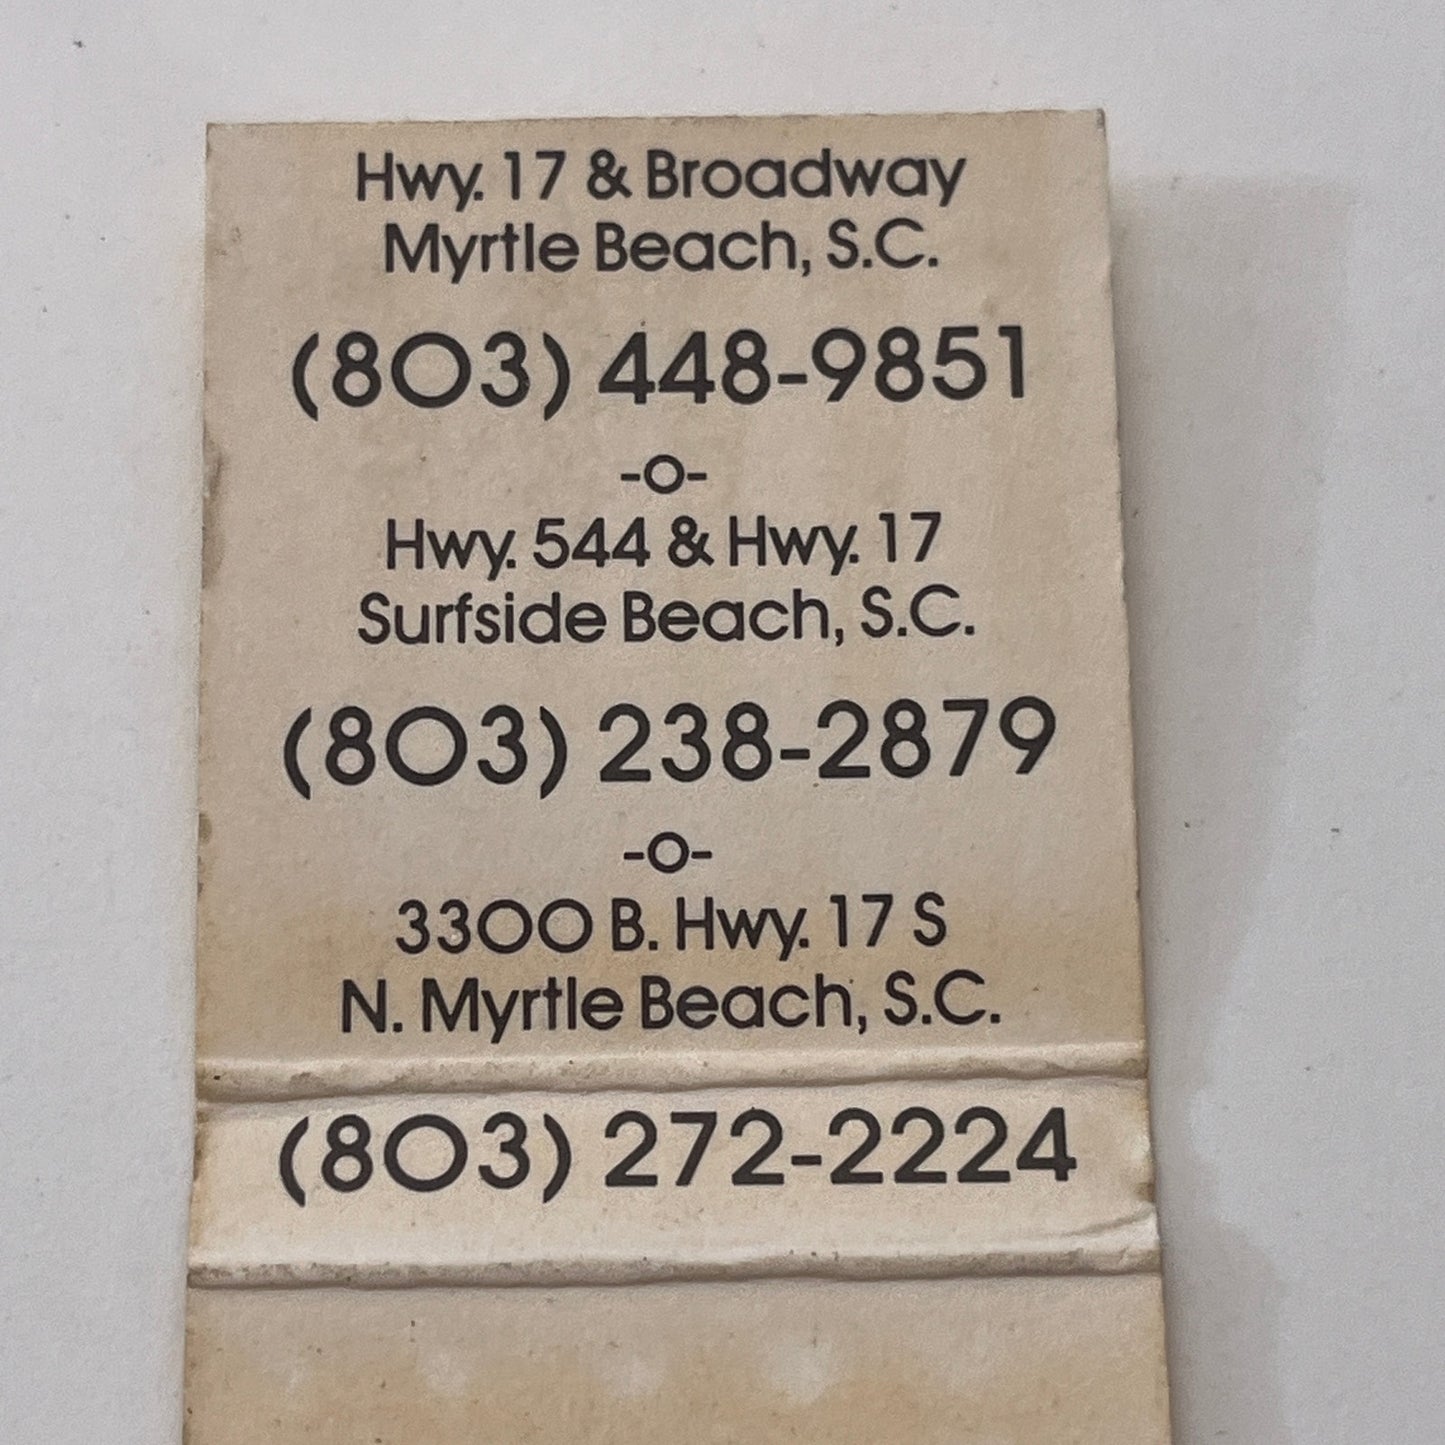 Hwy. 17 & Broadway
Myrtle Beach, S.C.
(803) 448-9851
-o-
Hwy. 544 & Hwy. 17
Surfside Beach, S.C.
(803) 238-2879
-o-
3300 B. Hwy. 17 S
N. Myrtle Beach, S.C.
(803) 272-2224